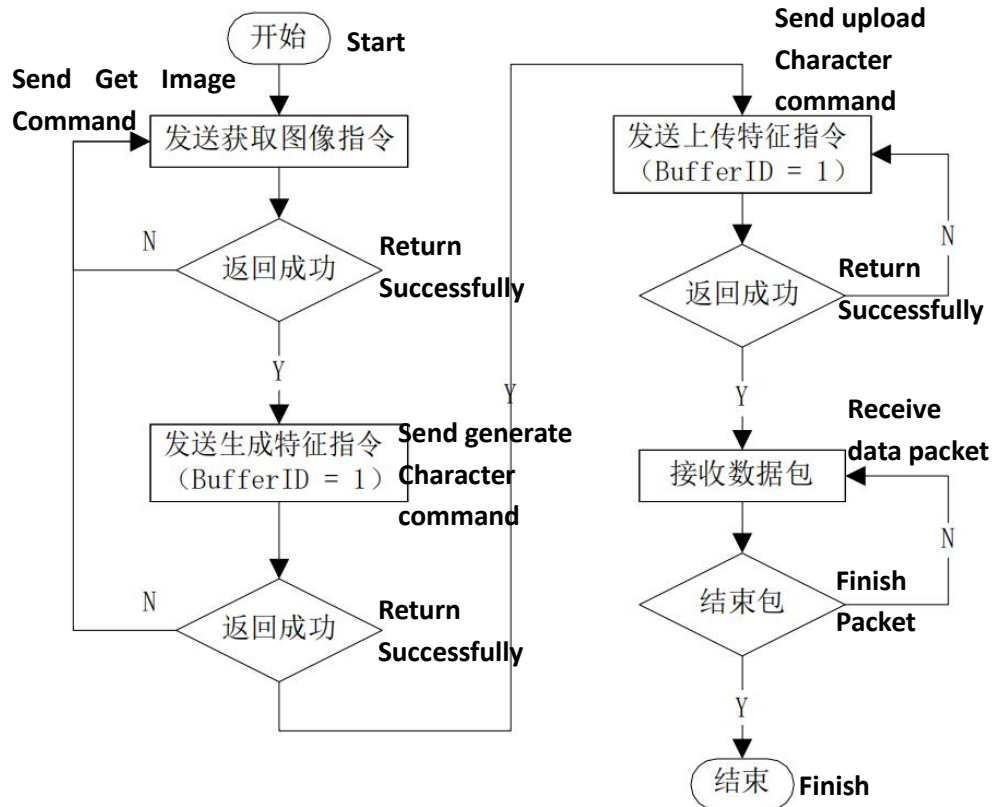 开始
Start
Send Get Image
Command
发送获取图像指令
N
返回成功
Return
Successfully
Y
发送生成特征指令
（BufferID = 1）
Send generate
Character
command
N
返回成功
Return
Successfully
Y
Send upload
Character
command
发送上传特征指令
（BufferID = 1）
N
返回成功
Return
Successfully
Y
Receive
data packet
接收数据包
N
结束包
Finish
Packet
Y
结束
Finish